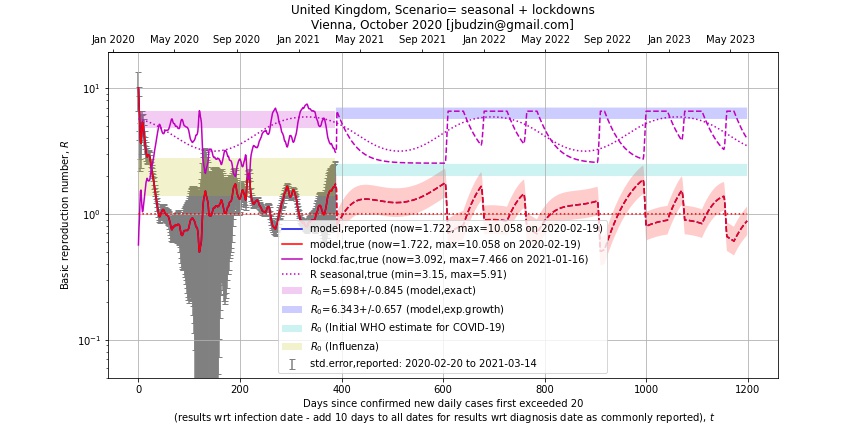 United Kingdom, Scenario= seasonal + lockdowns
Vienna, October 2020 [jbudzin@gmail.com]
Jan 2020 May 2020 Sep 2020 Jan 2021 May 2021 Sep 2021 Jan 2022 May 2022 Sep 2022 Jan 2023 May 2023
10¹
10⁰
10⁻¹
Basic reproduction number, R
model,reported (now=1.722, max=10.058 on 2020-02-19)
model,true (now=1.722, max=10.058 on 2020-02-19)
lockd.fac,true (now=3.092, max=7.466 on 2021-01-16)
R seasonal,true (min=3.15, max=5.91)
R₀=5.698+/-0.845 (model,exact)
R₀=6.343+/-0.657 (model,exp.growth)
R₀ (Initial WHO estimate for COVID-19)
R₀ (Influenza)
std.error,reported: 2020-02-20 to 2021-03-14
0 200 400 600 800 1000 1200
Days since confirmed new daily cases first exceeded 20
(results wrt infection date - add 10 days to all dates for results wrt diagnosis date as commonly reported), t